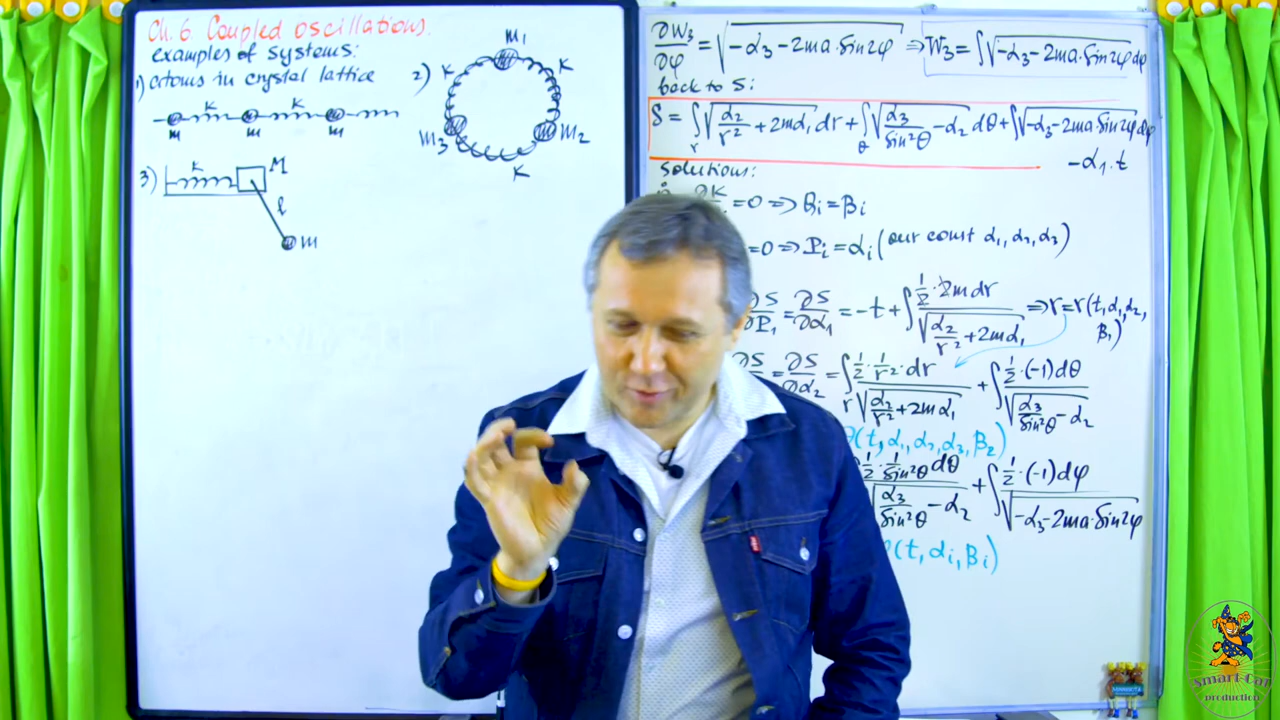 Ch. 6 Coupled oscillations.
examples of systems:
1) atoms in crystal lattice
k k
m m m
2)
m₁
k k
m₃ m₂
k
3)
k M
ℓ
m
∂W₃/∂φ = √(-α₃-2ma·Sin2φ) ⇒ W₃ = ∫√(-α₃-2ma·Sin2φ) dφ
back to S:
S = ∫√(α₂/r² + 2mα₁) dr + ∫√(α₃/Sin²θ - α₂) dθ + ∫√(-α₃-2ma·Sin2φ) dφ
-α₁·t
solutions:
=0 ⇒ Qᵢ = βᵢ
=0 ⇒ Pᵢ = αᵢ (our const α₁, α₂, α₃)
∂S/∂P₁ = ∂S/∂α₁ = -t + ∫ ½·2m dr / √(α₂/r² + 2mα₁) ⇒ r = r(t, α₁, α₂, β₁)
= ∂S/∂α₂ = ∫ ½·1/r²·dr / √(α₂/r² + 2mα₁) + ∫ ½·(-1)dθ / √(α₃/Sin²θ - α₂)
θ(t, α₁, α₂, α₃, β₂)
½·1/Sin²θ dθ / √(α₃/Sin²θ - α₂) + ∫ ½·(-1)dφ / √(-α₃-2ma·Sin2φ)
(t, αᵢ, βᵢ)
Smart Cat
production